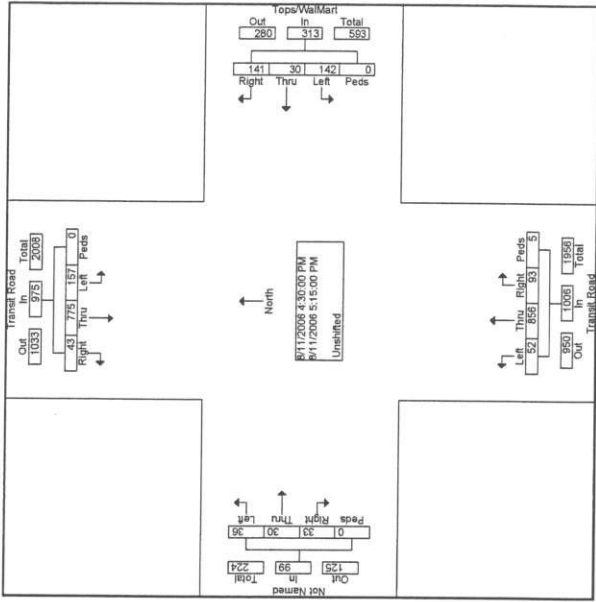 Tops/WalMart
Out In Total
280 313 593
141 30 142 0
Right Thru Left Peds
Transit Road
Out In Total
1033 975 2008
43 775 157 0
Right Thru Left Peds
North
8/11/2006 4:30:00 PM
8/11/2006 5:15:00 PM
Unshifted
Left Thru Right Peds
52 856 93 5
950 1006 1956
Out In Total
Transit Road
Left Thru Right Peds
36 30 33 0
125 99 224
Out In Total
Not Named